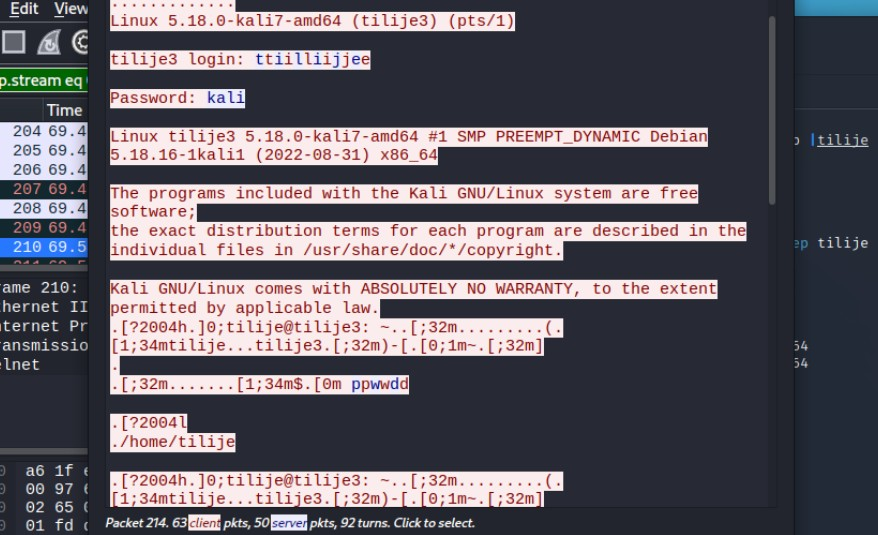 Edit View
.............
Linux 5.18.0-kali7-amd64 (tilije3) (pts/1)
tilije3 login: ttiilliijjee
p.stream eq
Password: kali
Time
204 69.4
205 69.4
206 69.4
207 69.4
208 69.4
209 69.4
210 69.5
Linux tilije3 5.18.0-kali7-amd64 #1 SMP PREEMPT_DYNAMIC Debian
5.18.16-1kali1 (2022-08-31) x86_64
tilije
The programs included with the Kali GNU/Linux system are free
software;
the exact distribution terms for each program are described in the
individual files in /usr/share/doc/*/copyright.
ep tilije
Kali GNU/Linux comes with ABSOLUTELY NO WARRANTY, to the extent
permitted by applicable law.
.[?2004h.]0;tilije@tilije3: ~..[;32m.........(.
[1;34mtilije...tilije3.[;32m)-[.[0;1m~.[;32m]
.
.[;32m.......[1;34m$.[0m ppwwdd
.[?2004l
./home/tilije
.[?2004h.]0;tilije@tilije3: ~..[;32m.........(.
[1;34mtilije...tilije3.[;32m)-[.[0;1m~.[;32m]
ame 210:
hernet II
ternet Pr
ansmissio
elnet
64
64
a6 1f e
00 97 6
02 65 0
01 fd
Packet 214. 63 client pkts, 50 server pkts, 92 turns. Click to select.